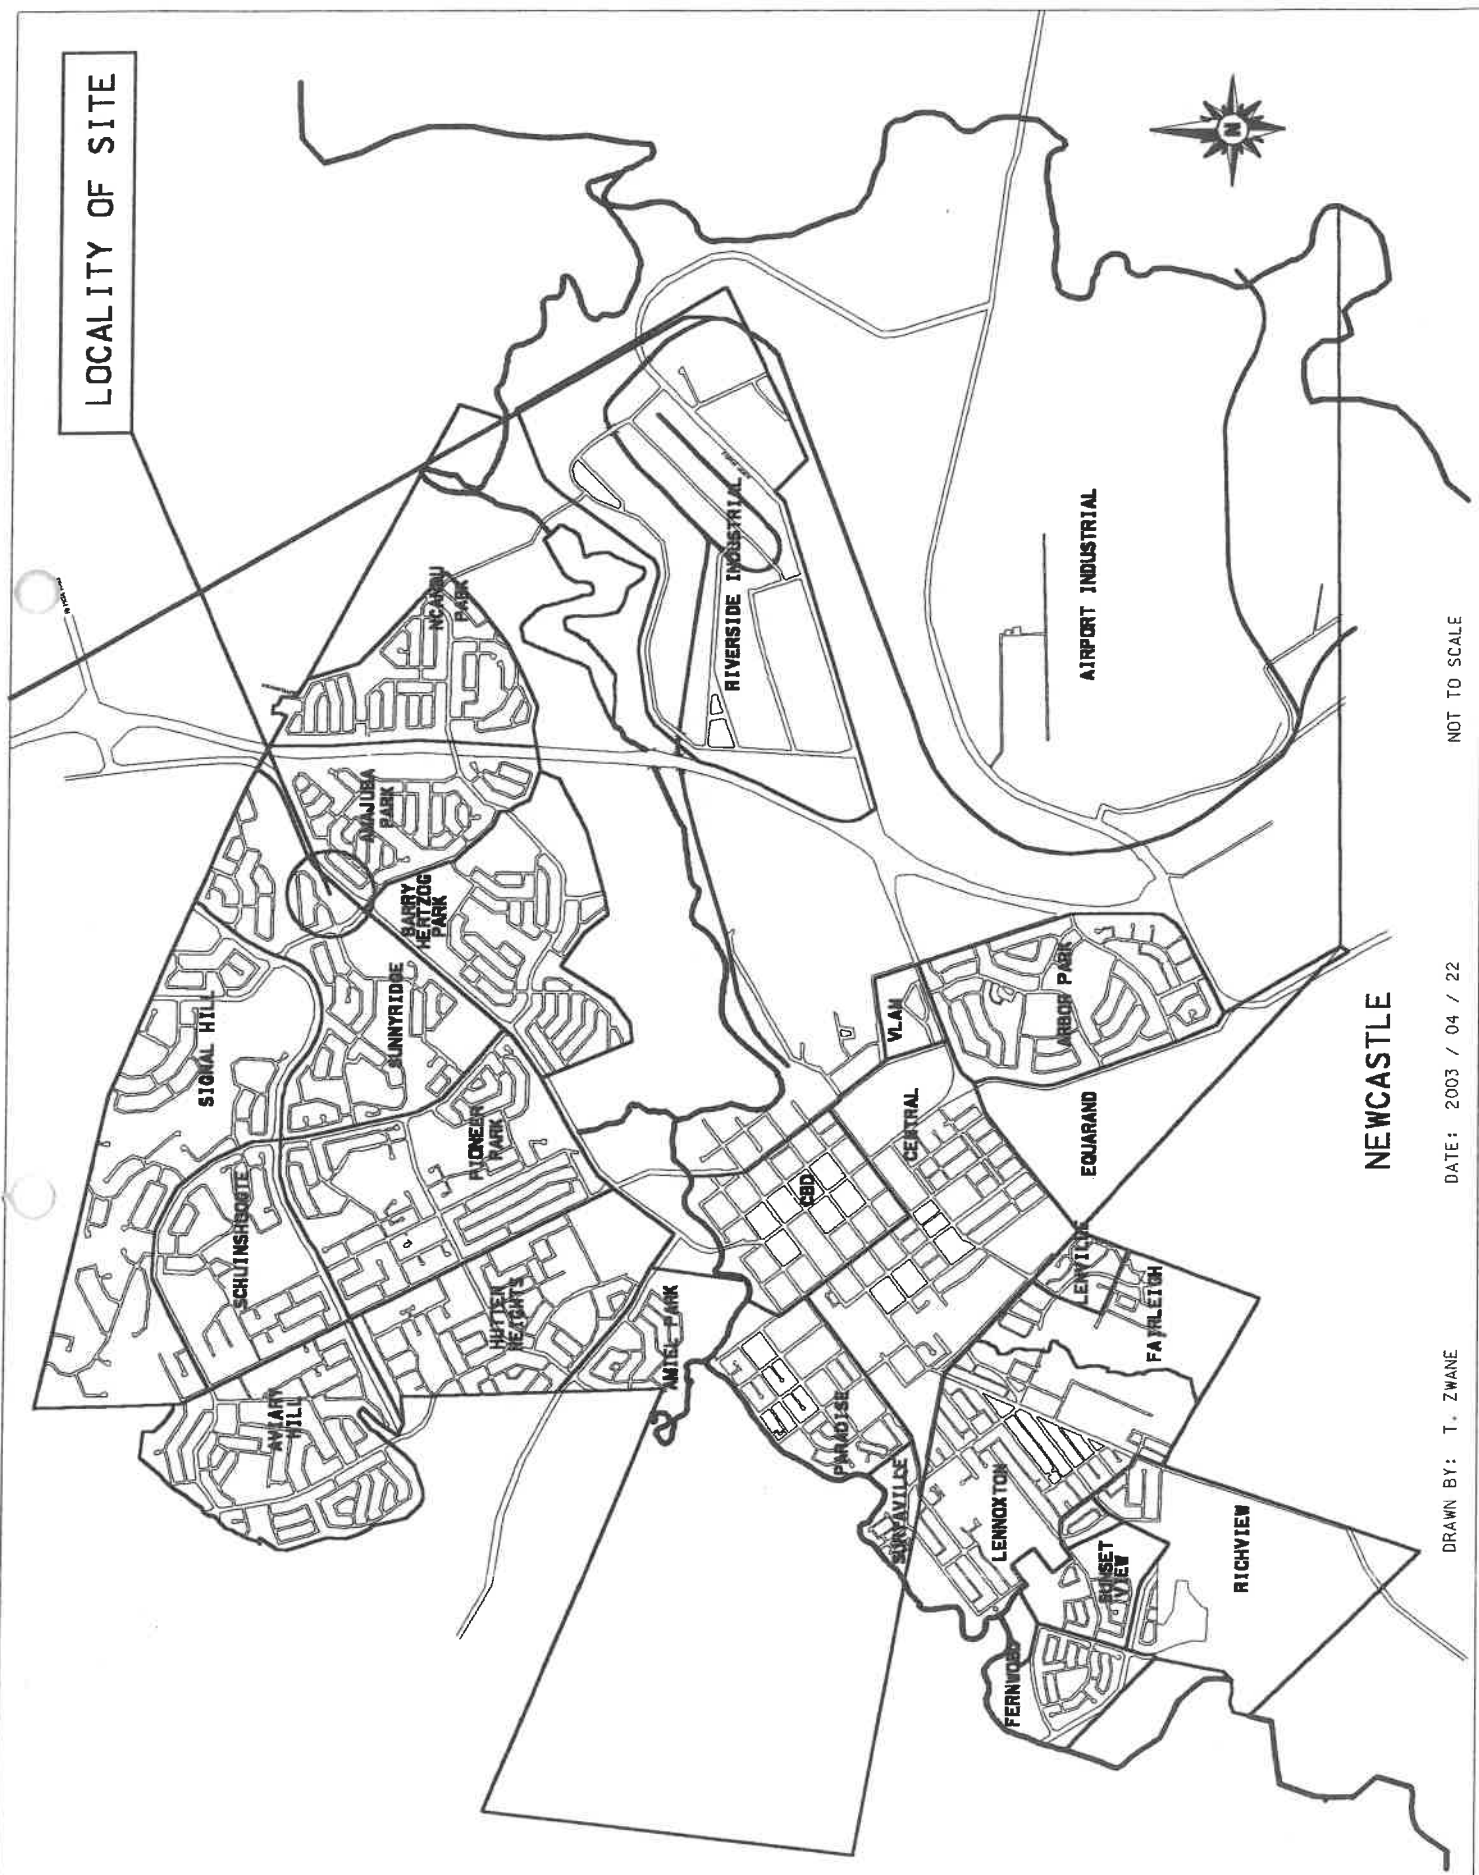 LOCALITY OF SITE
N
NCANDU
PARK
AMAJUBA
PARK
BARRY
HERTZOG
PARK
SIGNAL HILL
SUNNYRIDGE
PIONEER
PARK
SCHUINSHOOGTE
HUTTEN
HEIGHTS
AVIARY
HILL
AMIEL PARK
RIVERSIDE INDUSTRIAL
AIRPORT INDUSTRIAL
VLAM
ARBOR PARK
CENTRAL
CBD
EQUARAND
LENVILLE
FAIRLEIGH
PARADISE
SURYAVILLE
LENNOXTON
SUNSET
VIEW
FERNWOOD
RICHVIEW
NEWCASTLE
DRAWN BY: T. ZWANE
DATE: 2003 / 04 / 22
NOT TO SCALE